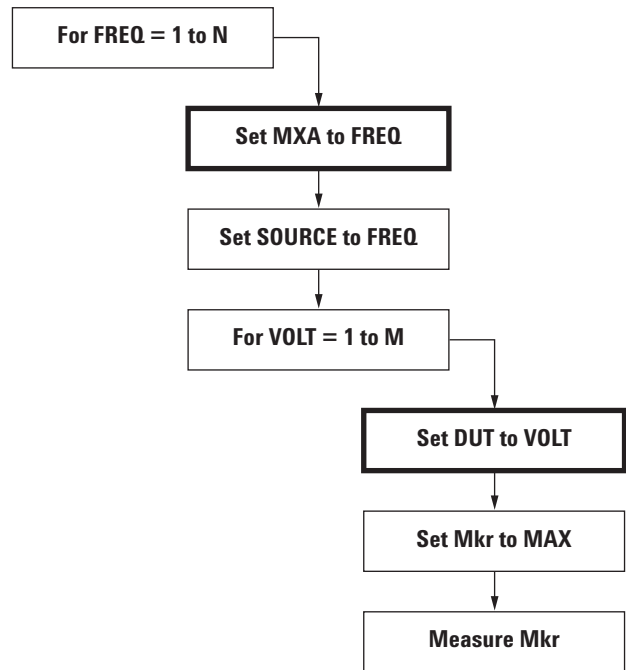 For FREQ = 1 to N
Set MXA to FREQ
Set SOURCE to FREQ
For VOLT = 1 to M
Set DUT to VOLT
Set Mkr to MAX
Measure Mkr